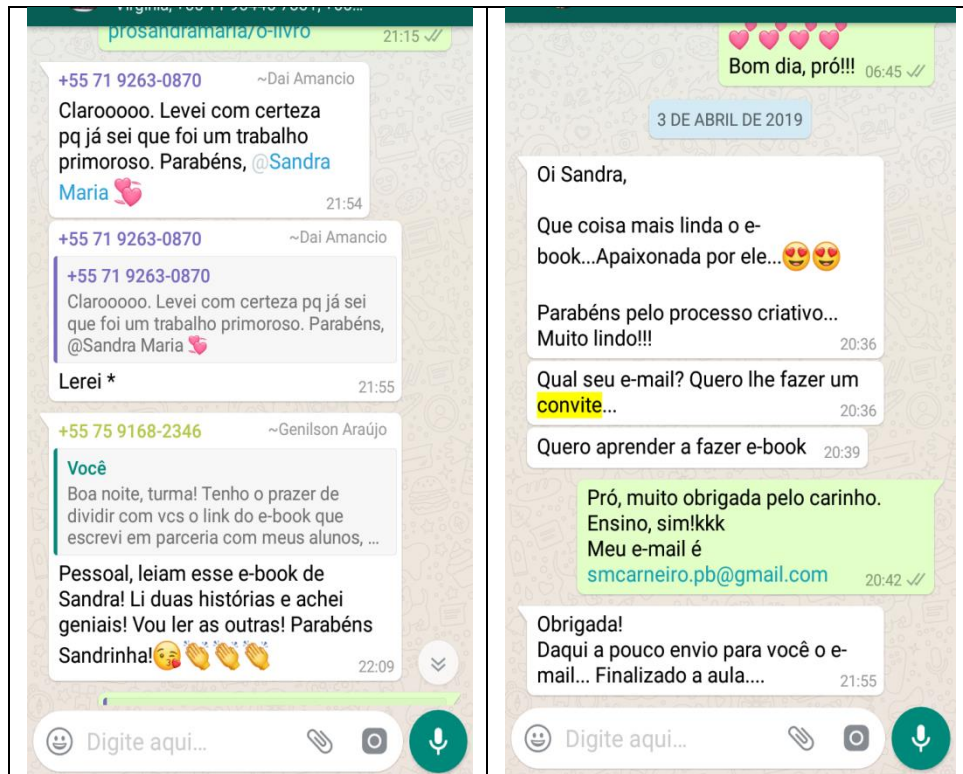 prosandramaria/o-livro
21:15
+55 71 9263-0870 ~Dai Amancio
Clarooooo. Levei com certeza
pq já sei que foi um trabalho
primoroso. Parabéns, @Sandra
Maria
21:54
+55 71 9263-0870 ~Dai Amancio
+55 71 9263-0870
Clarooooo. Levei com certeza pq já sei
que foi um trabalho primoroso. Parabéns,
@Sandra Maria
Lerei *
21:55
+55 75 9168-2346 ~Genilson Araújo
Você
Boa noite, turma! Tenho o prazer de
dividir com vcs o link do e-book que
escrevi em parceria com meus alunos, ...
Pessoal, leiam esse e-book de
Sandra! Li duas histórias e achei
geniais! Vou ler as outras! Parabéns
Sandrinha!
22:09
Digite aqui...
Bom dia, pró!!! 06:45
3 DE ABRIL DE 2019
Oi Sandra,
Que coisa mais linda o e-
book...Apaixonada por ele...
Parabéns pelo processo criativo...
Muito lindo!!!
20:36
Qual seu e-mail? Quero lhe fazer um
convite...
20:36
Quero aprender a fazer e-book 20:39
Pró, muito obrigada pelo carinho.
Ensino, sim!kkk
Meu e-mail é
smcarneiro.pb@gmail.com 20:42
Obrigada!
Daqui a pouco envio para você o e-
mail... Finalizado a aula....
21:55
Digite aqui...